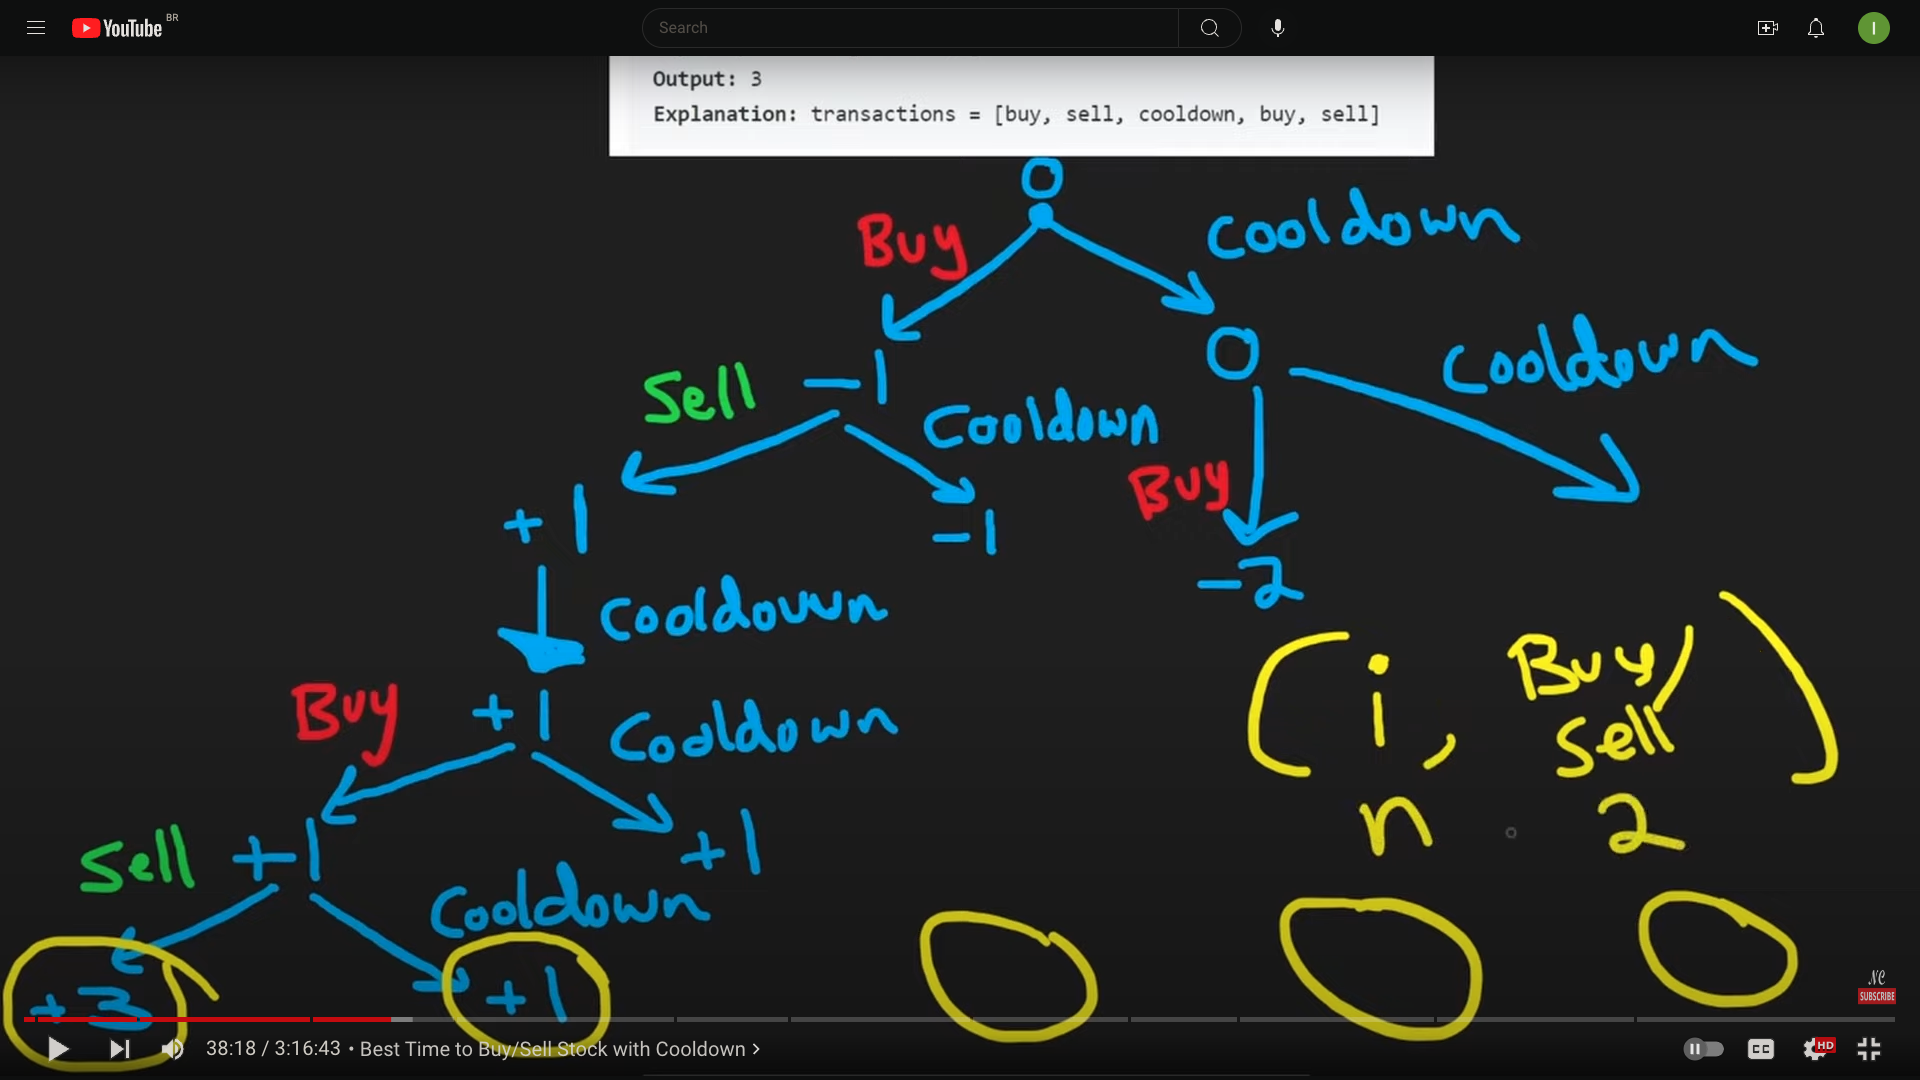 YouTube BR
Search
I
Output: 3
Explanation: transactions = [buy, sell, cooldown, buy, sell]
0
Buy
Cooldown
0
Cooldown
Sell
-1
Cooldown
Buy
+1
-1
-2
Cooldown
(i, Buy/
Sell)
Buy
+1
Cooldown
n 2
Sell
+1
+1
Cooldown
+3
+1
NC
SUBSCRIBE
38:18 / 3:16:43 • Best Time to Buy/Sell Stock with Cooldown
CC
HD